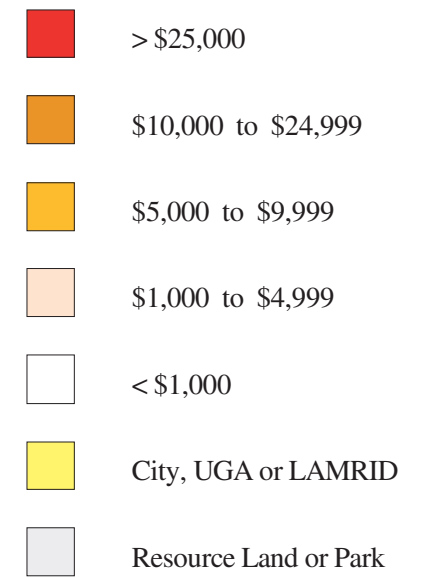 > $25,000
$10,000 to $24,999
$5,000 to $9,999
$1,000 to $4,999
< $1,000
City, UGA or LAMRID
Resource Land or Park